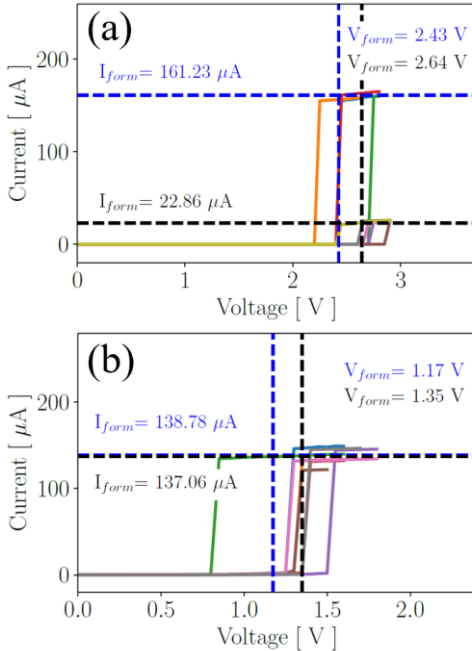 (a)
V_form = 2.43 V
V_form = 2.64 V
I_form = 161.23 μA
I_form = 22.86 μA
Current [ μA ]
200
100
0
0 1 2 3
Voltage [ V ]
(b)
V_form = 1.17 V
V_form = 1.35 V
I_form = 138.78 μA
I_form = 137.06 μA
Current [ μA ]
200
100
0
0.0 0.5 1.0 1.5 2.0
Voltage [ V ]